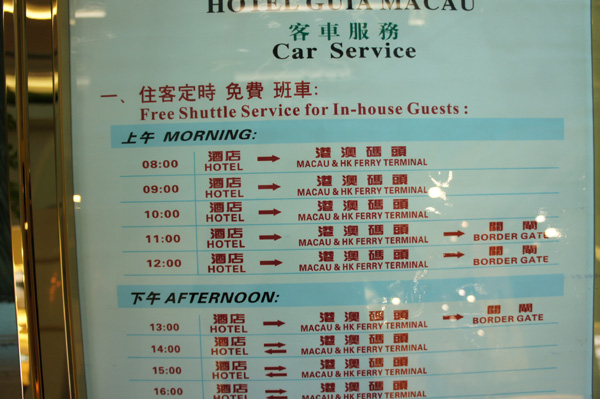 HOTEL GUIA MACAU
客車服務
Car Service
一、住客定時 免費 班車:
Free Shuttle Service for In-house Guests :
上午 MORNING:
08:00 酒店 → 港澳碼頭
HOTEL MACAU & HK FERRY TERMINAL
09:00 酒店 → 港澳碼頭
HOTEL MACAU & HK FERRY TERMINAL
10:00 酒店 → 港澳碼頭
HOTEL MACAU & HK FERRY TERMINAL
11:00 酒店 → 港澳碼頭 → 關閘
HOTEL MACAU & HK FERRY TERMINAL BORDER GATE
12:00 酒店 → 港澳碼頭 → 關閘
HOTEL MACAU & HK FERRY TERMINAL BORDER GATE
下午 AFTERNOON:
13:00 酒店 → 港澳碼頭 → 關閘
HOTEL MACAU & HK FERRY TERMINAL BORDER GATE
14:00 酒店 ⇄ 港澳碼頭
HOTEL MACAU & HK FERRY TERMINAL
15:00 酒店 ⇄ 港澳碼頭
HOTEL MACAU & HK FERRY TERMINAL
16:00 酒店 ⇄ 港澳碼頭
HOTEL MACAU & HK FERRY TERMINAL